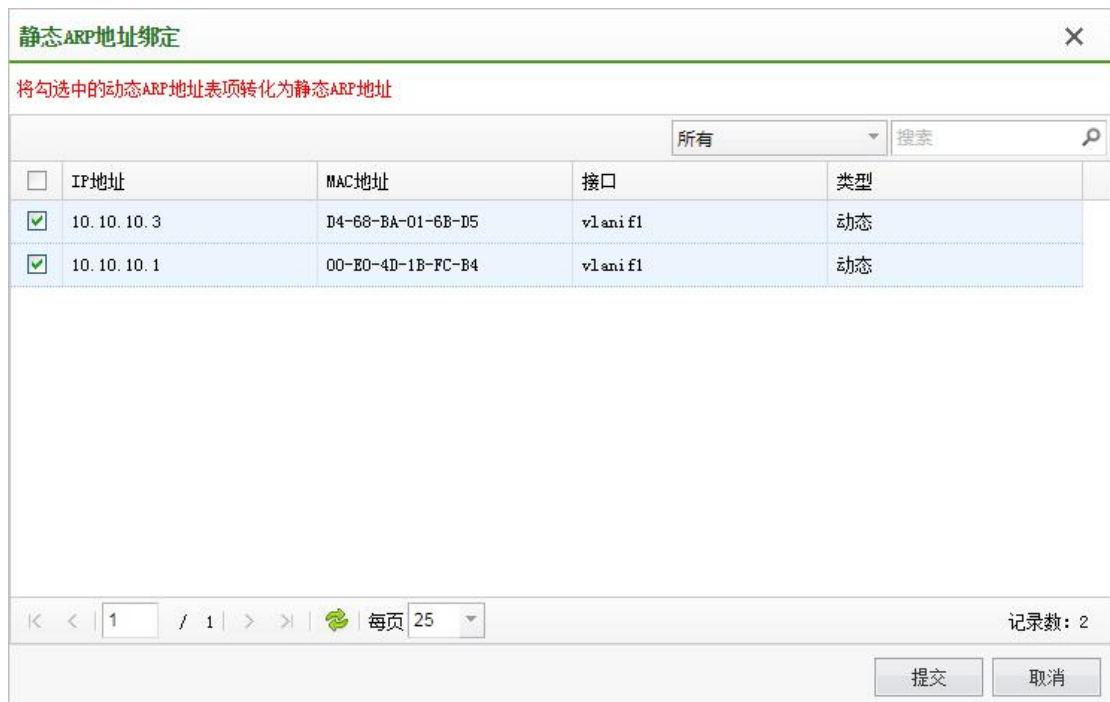 静态ARP地址绑定
将勾选中的动态ARP地址表项转化为静态ARP地址
所有 搜索
IP地址 MAC地址 接口 类型
10.10.10.3 D4-68-BA-01-6B-D5 vlanif1 动态
10.10.10.1 00-E0-4D-1B-FC-B4 vlanif1 动态
1 / 1 每页 25 记录数: 2
提交 取消